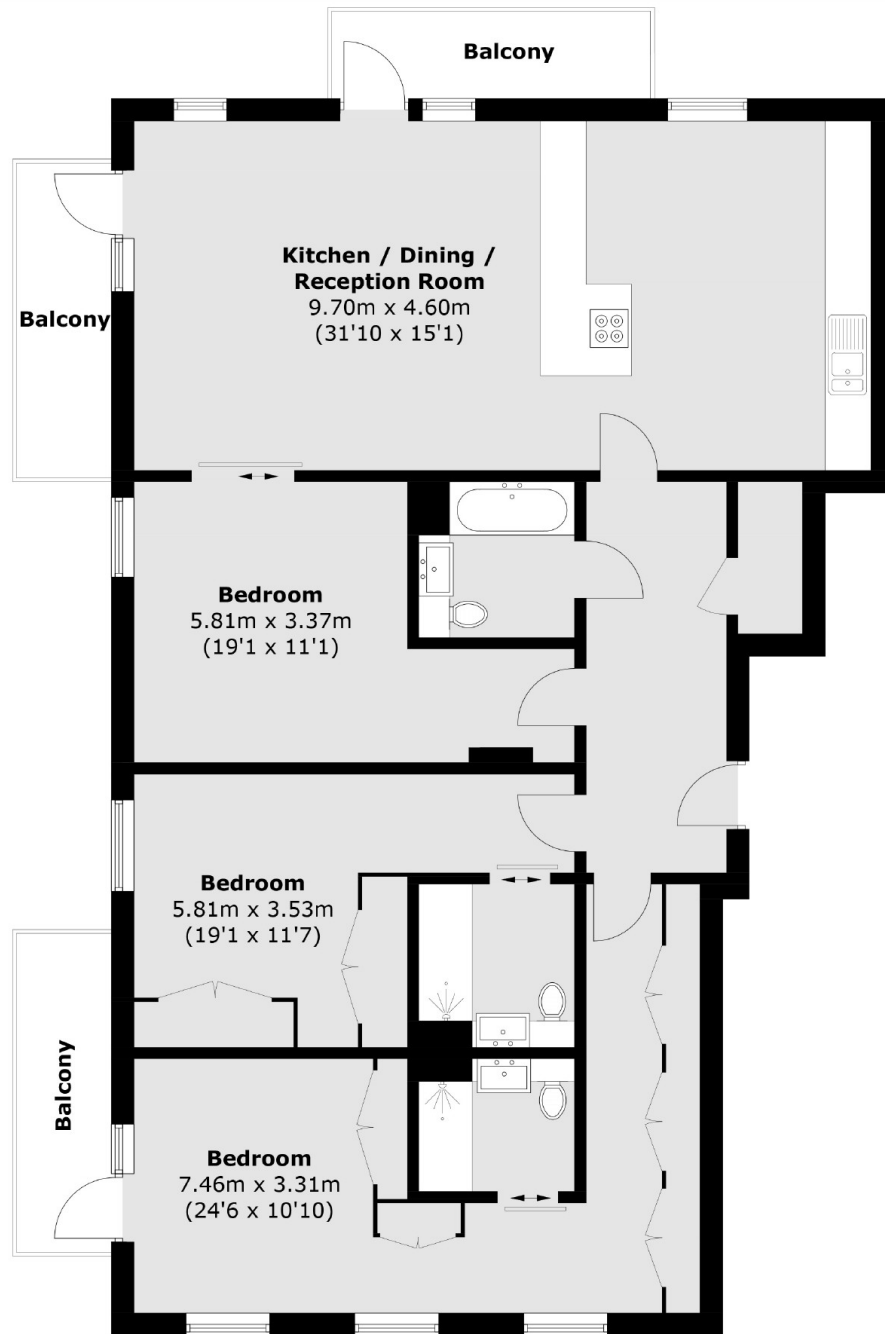 Balcony
Kitchen / Dining /
Reception Room
9.70m x 4.60m
(31'10 x 15'1)
Balcony
Bedroom
5.81m x 3.37m
(19'1 x 11'1)
Bedroom
5.81m x 3.53m
(19'1 x 11'7)
Balcony
Bedroom
7.46m x 3.31m
(24'6 x 10'10)